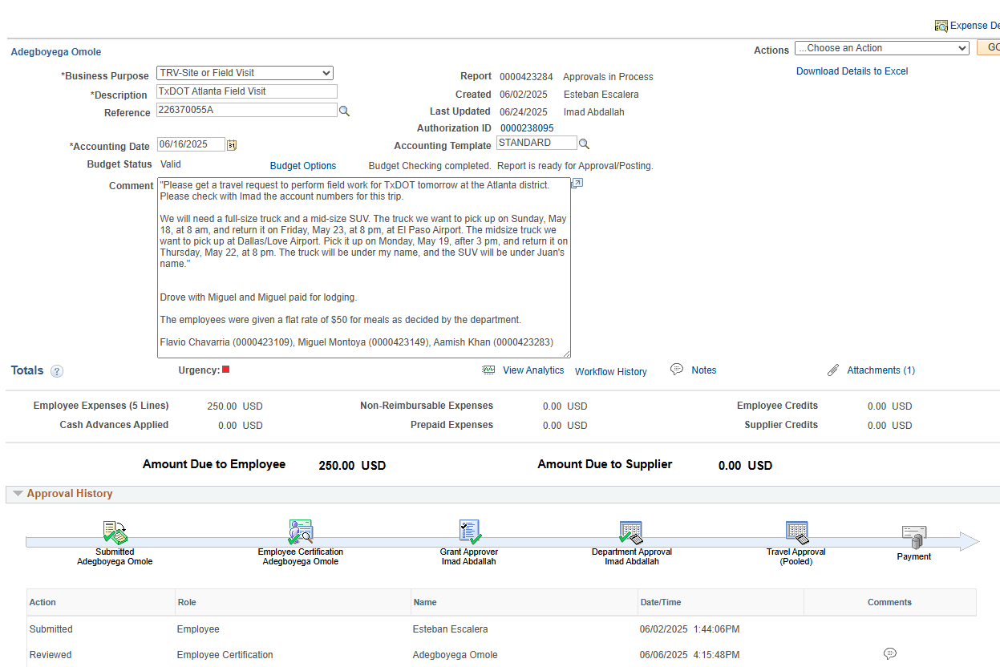 Expense De
Adegboyega Omole
Actions ...Choose an Action GO
*Business Purpose TRV-Site or Field Visit
Report 0000423284 Approvals in Process
Download Details to Excel
*Description TxDOT Atlanta Field Visit
Created 06/02/2025 Esteban Escalera
Reference 226370055A
Last Updated 06/24/2025 Imad Abdallah
Authorization ID 0000238095
*Accounting Date 06/16/2025 31
Accounting Template STANDARD
Budget Status Valid Budget Options Budget Checking completed. Report is ready for Approval/Posting.
Comment
"Please get a travel request to perform field work for TxDOT tomorrow at the Atlanta district.
Please check with Imad the account numbers for this trip.
We will need a full-size truck and a mid-size SUV. The truck we want to pick up on Sunday, May
18, at 8 am, and return it on Friday, May 23, at 8 pm, at El Paso Airport. The midsize truck we
want to pick up at Dallas/Love Airport. Pick it up on Monday, May 19, after 3 pm, and return it on
Thursday, May 22, at 8 pm. The truck will be under my name, and the SUV will be under Juan's
name."
Drove with Miguel and Miguel paid for lodging.
The employees were given a flat rate of $50 for meals as decided by the department.
Flavio Chavarria (0000423109), Miguel Montoya (0000423149), Aamish Khan (0000423283)
Totals ? Urgency: View Analytics Workflow History Notes Attachments (1)
Employee Expenses (5 Lines) 250.00 USD Non-Reimbursable Expenses 0.00 USD Employee Credits 0.00 USD
Cash Advances Applied 0.00 USD Prepaid Expenses 0.00 USD Supplier Credits 0.00 USD
Amount Due to Employee 250.00 USD Amount Due to Supplier 0.00 USD
Approval History
Submitted
Adegboyega Omole
Employee Certification
Adegboyega Omole
Grant Approver
Imad Abdallah
Department Approval
Imad Abdallah
Travel Approval
(Pooled)
Payment
Action Role Name Date/Time Comments
Submitted Employee Esteban Escalera 06/02/2025 1:44:06PM
Reviewed Employee Certification Adegboyega Omole 06/06/2025 4:15:48PM